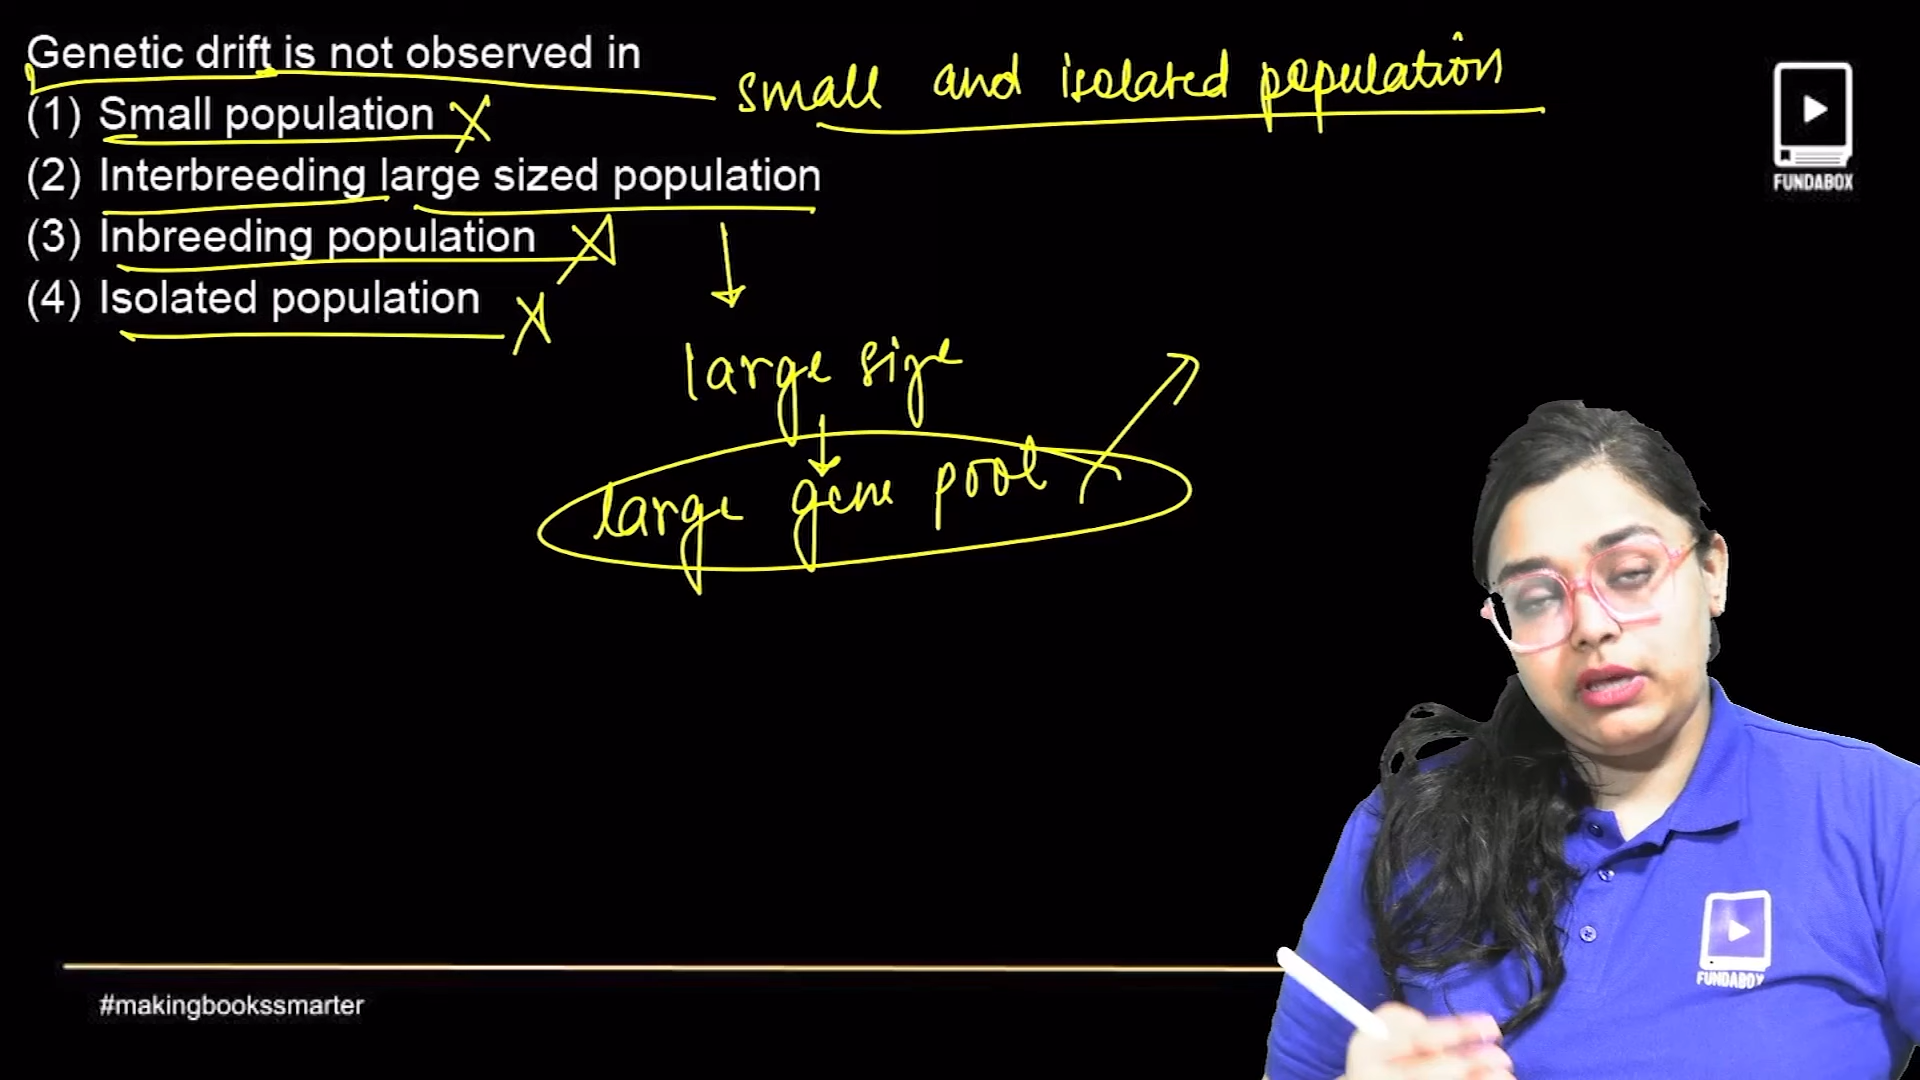 Genetic drift is not observed in
small and isolated population
(1) Small population X
(2) Interbreeding large sized population
(3) Inbreeding population X
(4) Isolated population X
large size
large gene pool
FUNDABOX
FUNDABOX
#makingbookssmarter